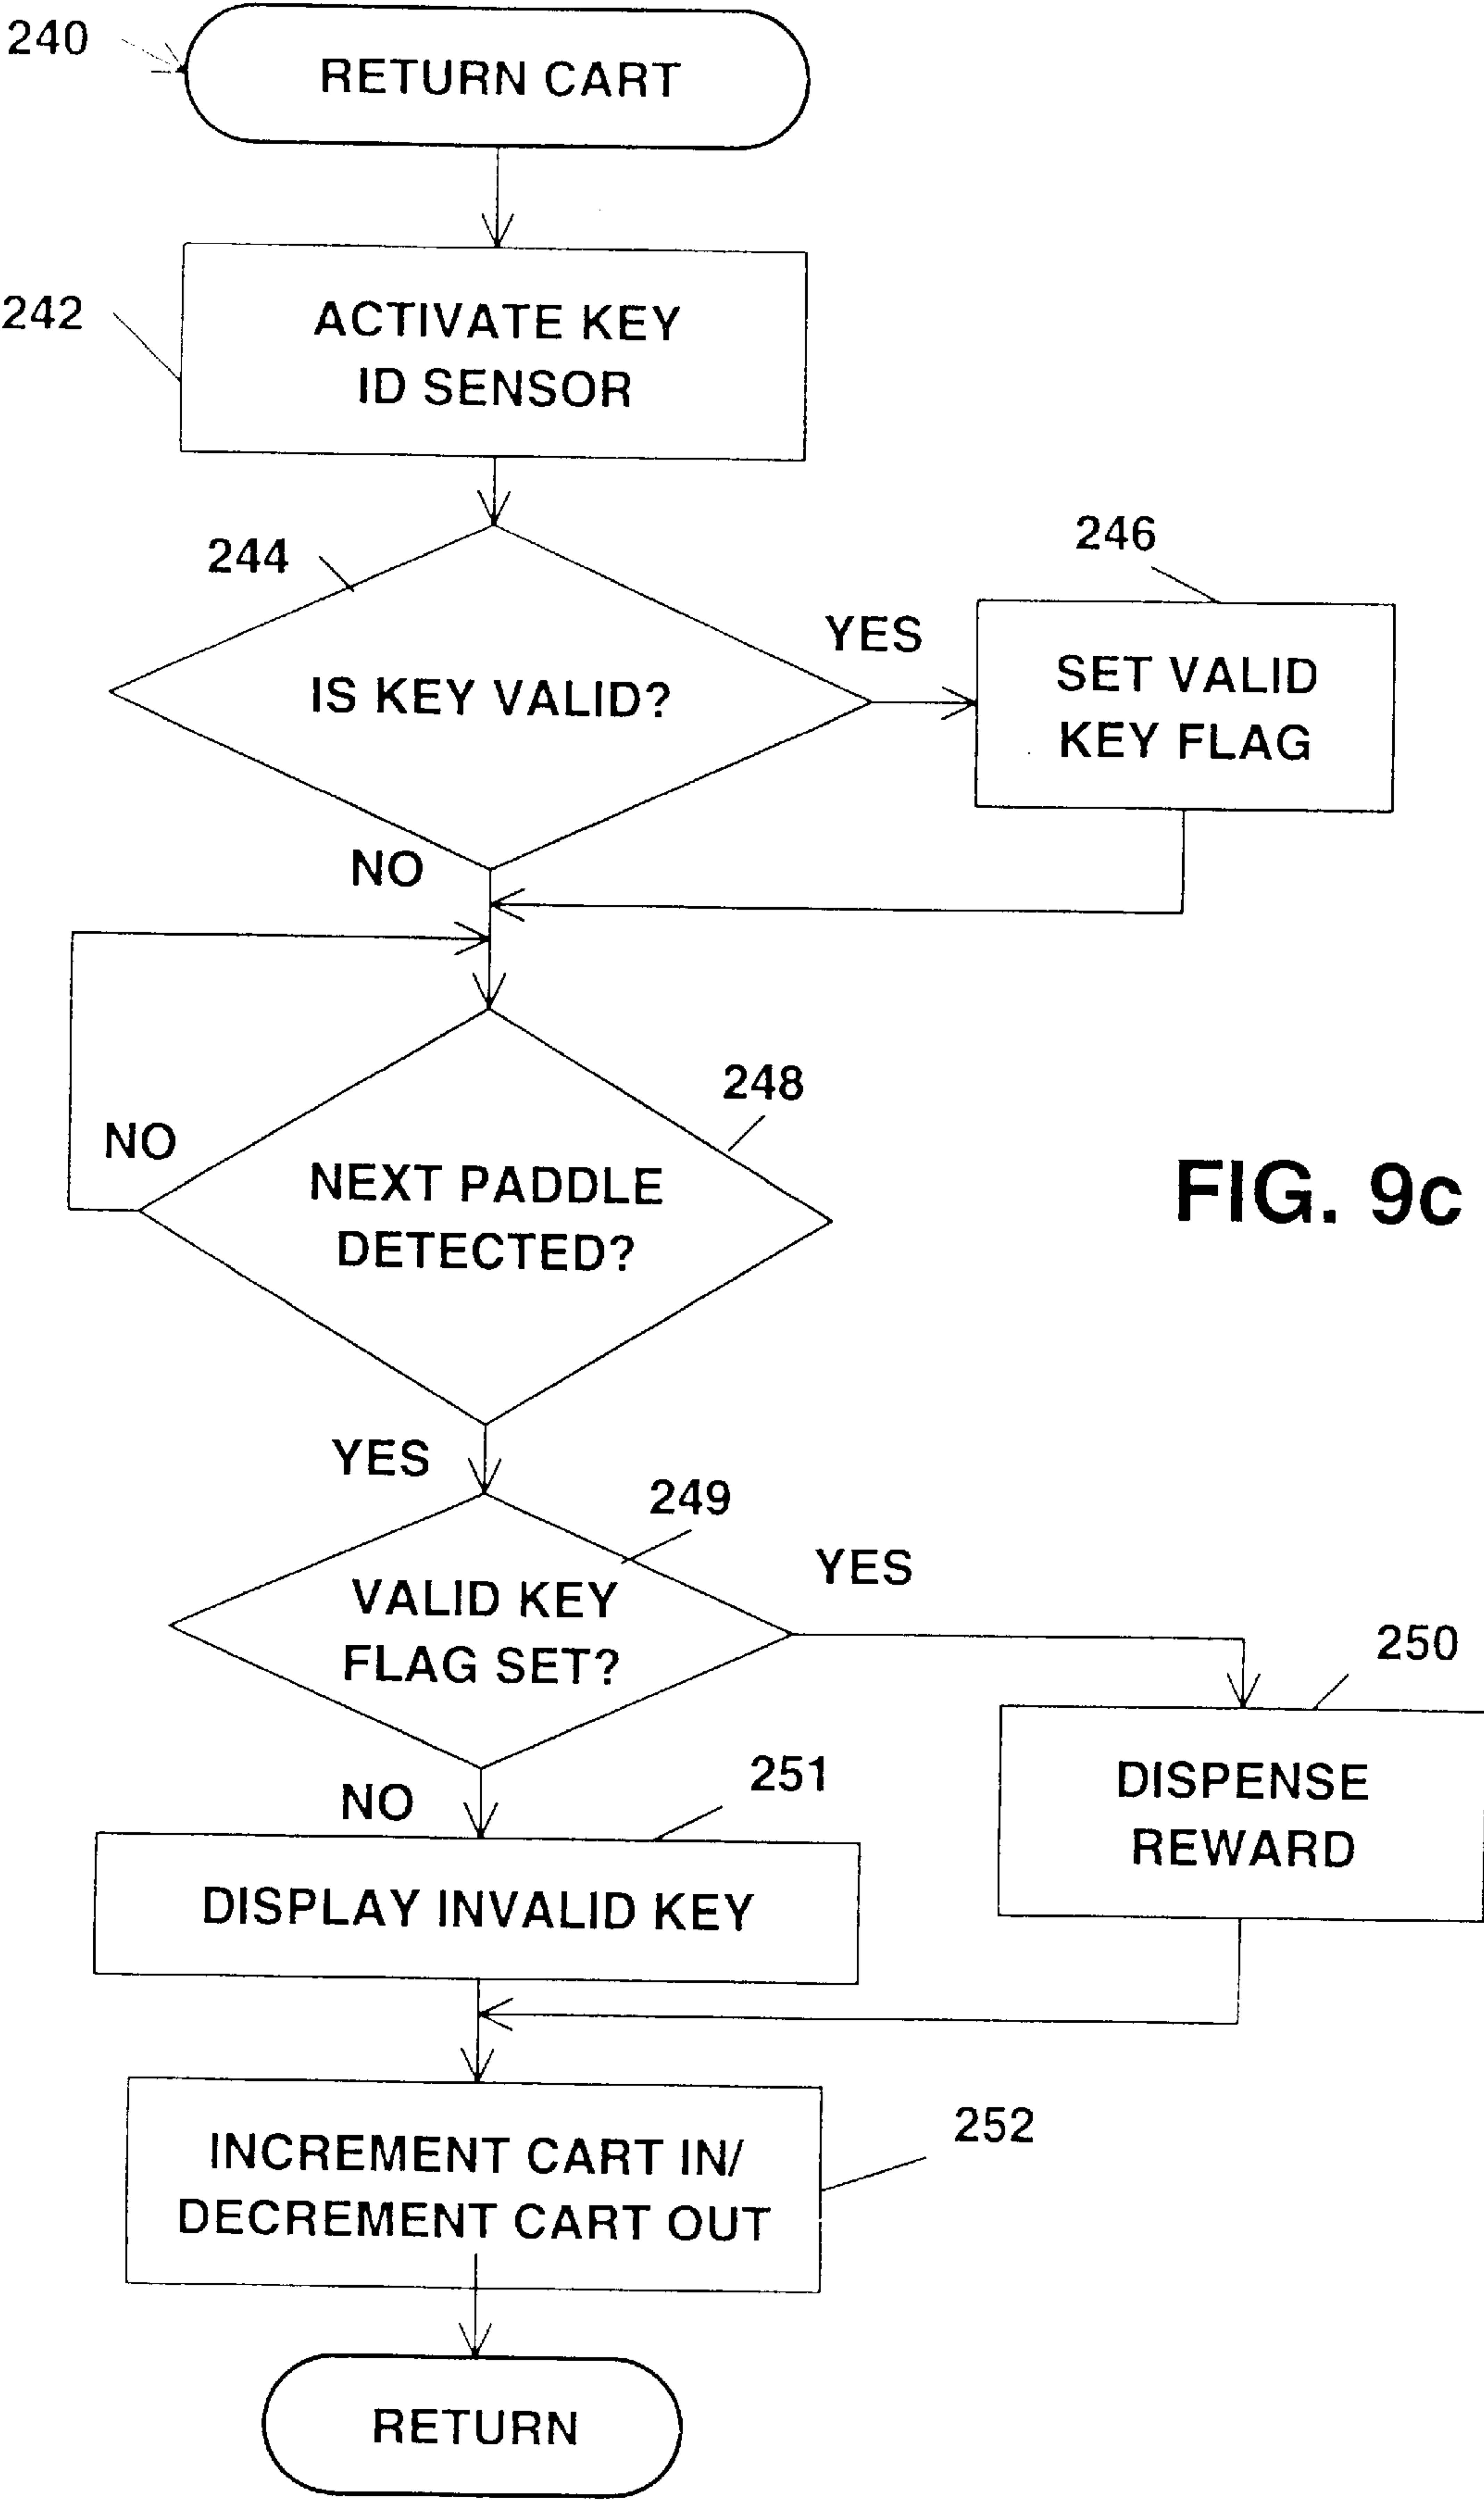 240
RETURN CART
242
ACTIVATE KEY
ID SENSOR
244
246
YES
IS KEY VALID?
SET VALID
KEY FLAG
NO
248
NO
NEXT PADDLE
DETECTED?
FIG. 9c
YES
249
YES
VALID KEY
FLAG SET?
250
251
NO
DISPENSE
REWARD
DISPLAY INVALID KEY
252
INCREMENT CART IN/
DECREMENT CART OUT
RETURN